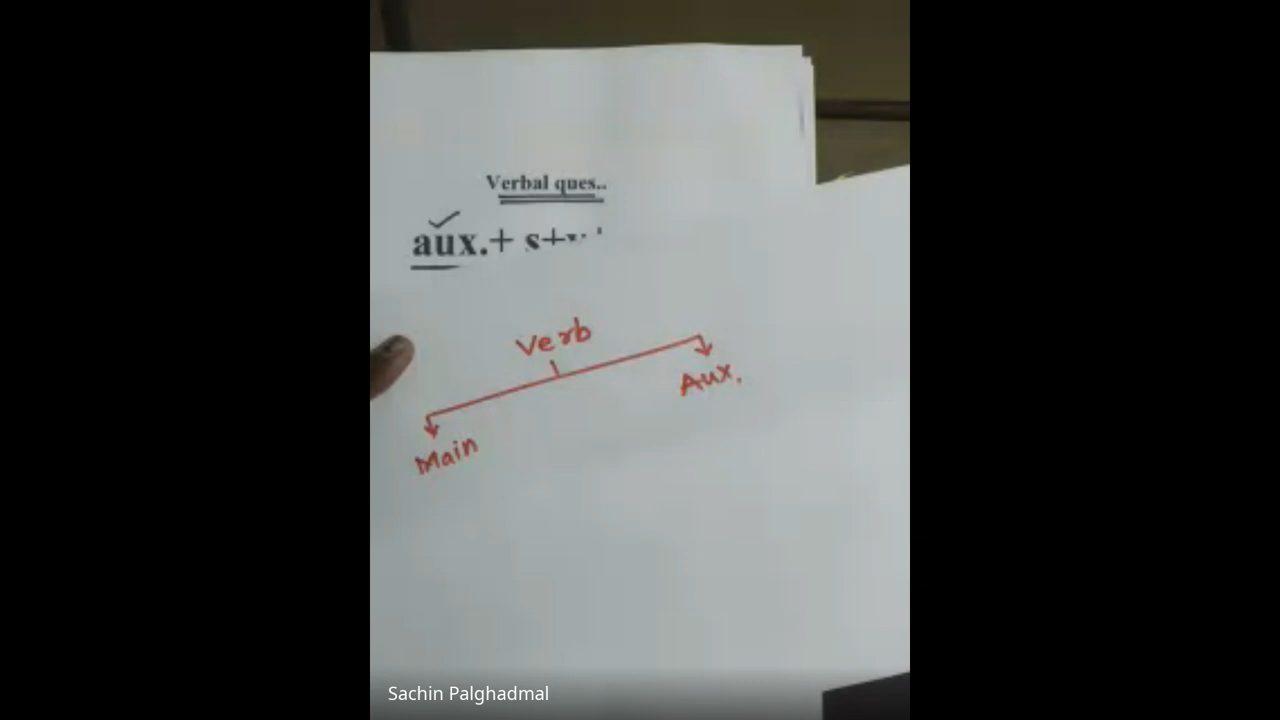 Verbal ques..
aux.+ s+v
Verb
Aux.
Main
Sachin Palghadmal